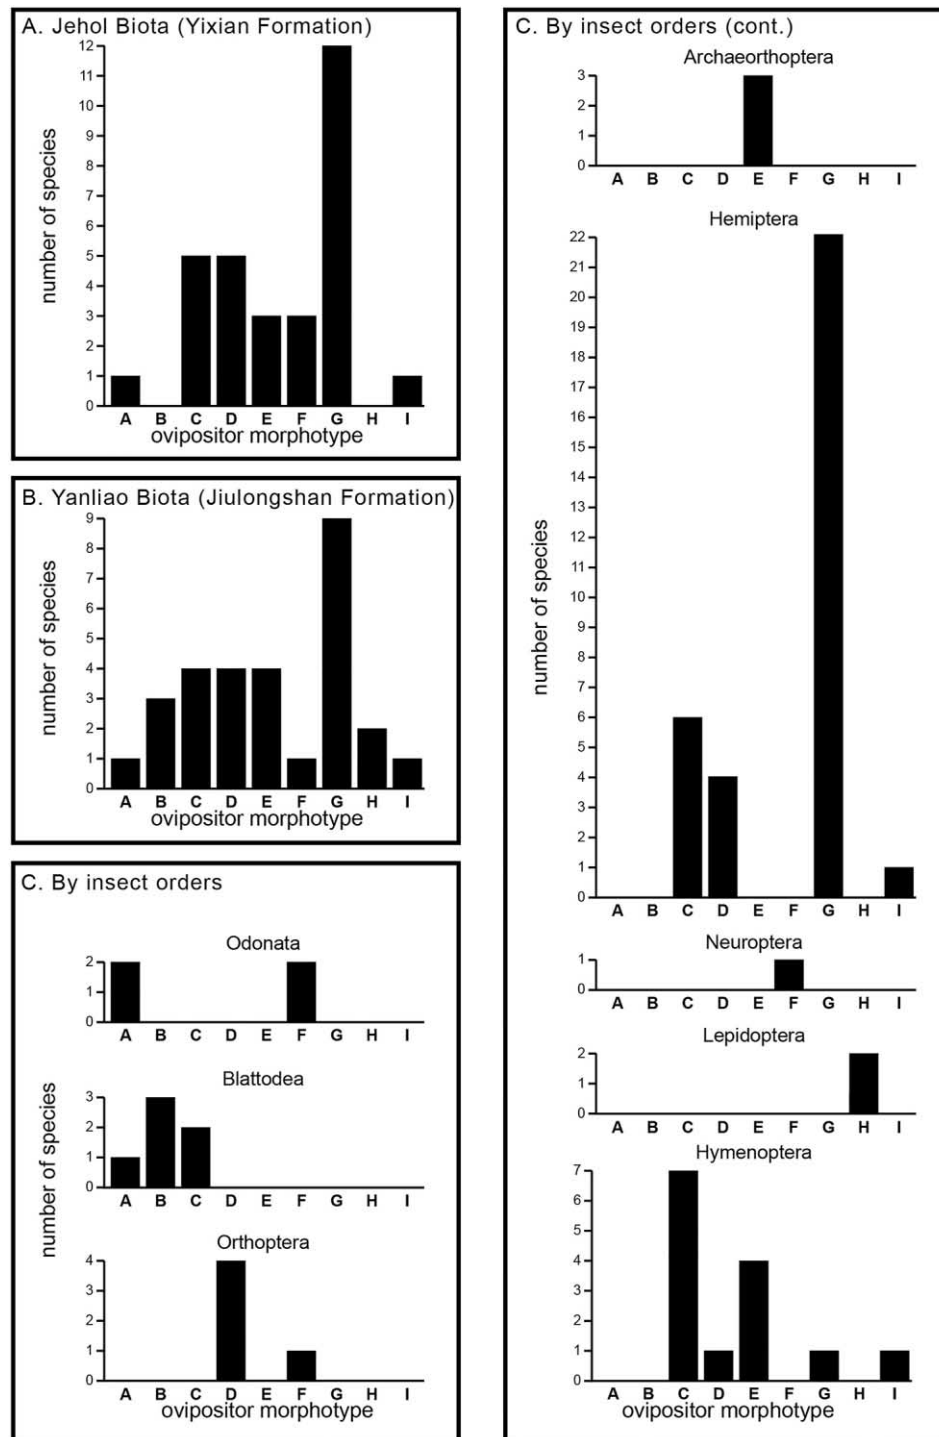 A. Jehol Biota (Yixian Formation)
number of species
12
11
10
9
8
7
6
5
4
3
2
1
0
A B C D E F G H I
ovipositor morphotype
B. Yanliao Biota (Jiulongshan Formation)
number of species
9
8
7
6
5
4
3
2
1
0
A B C D E F G H I
ovipositor morphotype
C. By insect orders
number of species
Odonata
2
1
0
A B C D E F G H I
Blattodea
3
2
1
0
A B C D E F G H I
Orthoptera
4
3
2
1
0
A B C D E F G H I
ovipositor morphotype
C. By insect orders (cont.)
number of species
Archaeorthoptera
3
2
1
0
A B C D E F G H I
Hemiptera
22
21
20
19
18
17
16
15
14
13
12
11
10
9
8
7
6
5
4
3
2
1
0
A B C D E F G H I
Neuroptera
1
0
A B C D E F G H I
Lepidoptera
2
1
0
A B C D E F G H I
Hymenoptera
7
6
5
4
3
2
1
0
A B C D E F G H I
ovipositor morphotype